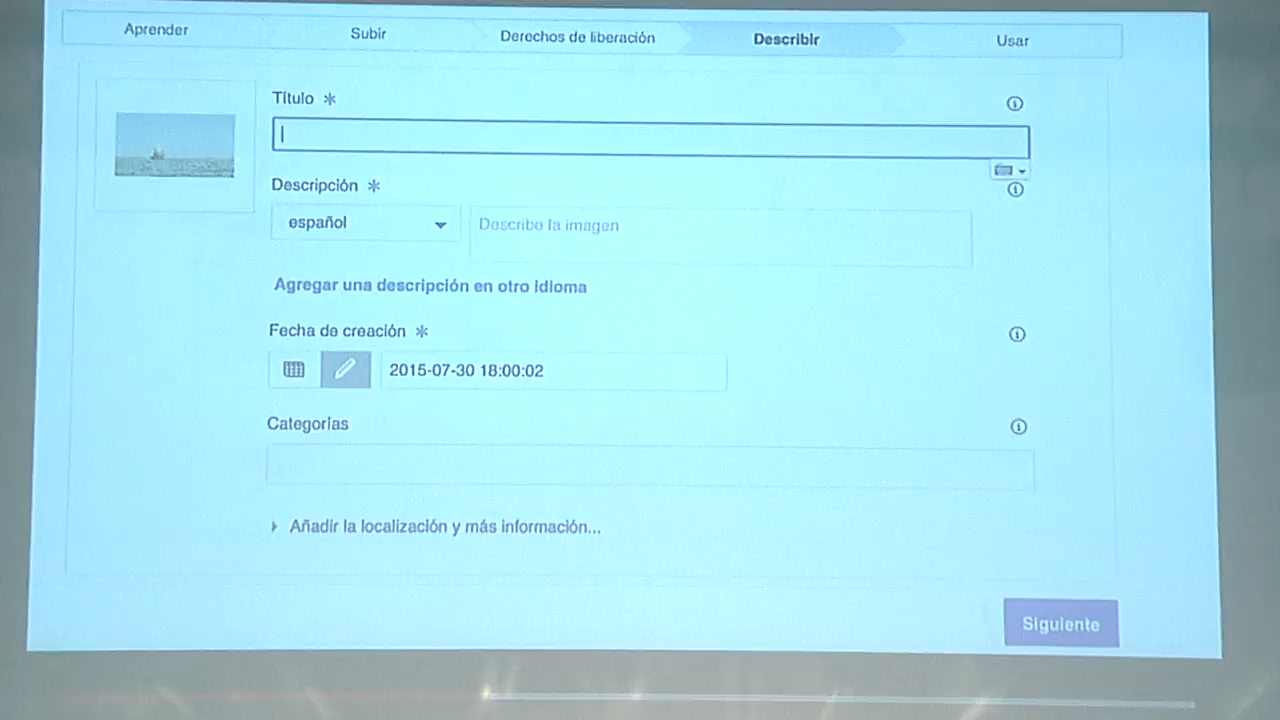 Aprender Subir Derechos de liberación Describir Usar
Título *
Descripción *
español Describe la imagen
Agregar una descripción en otro idioma
Fecha de creación *
2015-07-30 18:00:02
Categorías
Añadir la localización y más información...
Siguiente